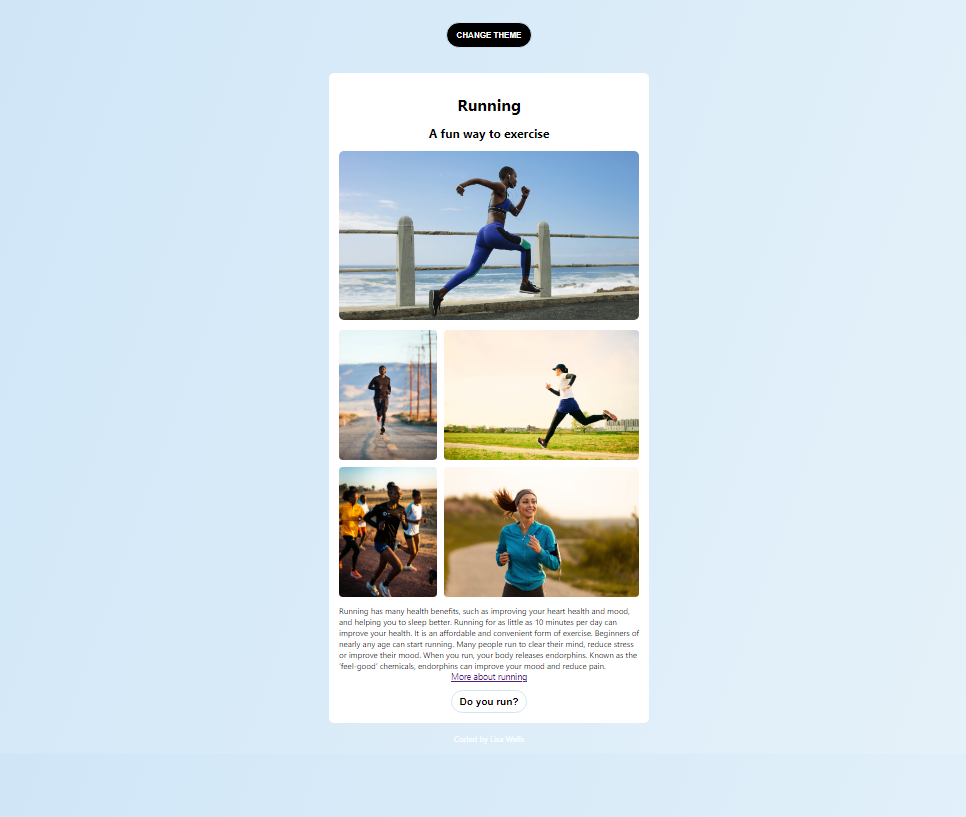 CHANGE THEME
Running
A fun way to exercise
Running has many health benefits, such as improving your heart health and mood,
and helping you to sleep better. Running for as little as 10 minutes per day can
improve your health. It is an affordable and convenient form of exercise. Beginners of
nearly any age can start running. Many people run to clear their mind, reduce stress
or improve their mood. When you run, your body releases endorphins. Known as the
'feel-good' chemicals, endorphins can improve your mood and reduce pain.
More about running
Do you run?
Coded by Lisa Wells